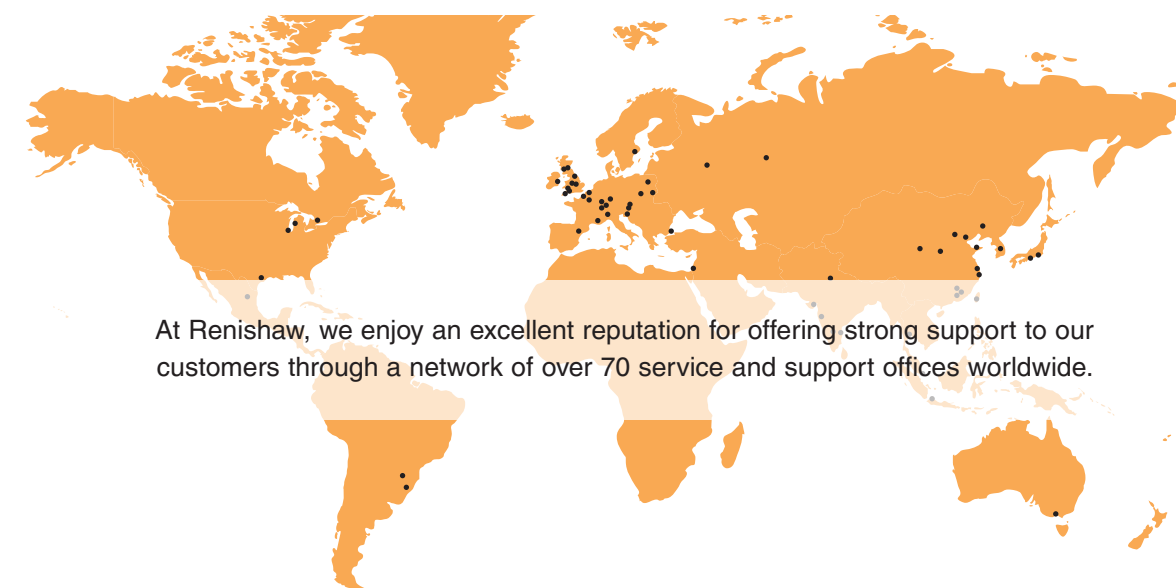 At Renishaw, we enjoy an excellent reputation for offering strong support to our
customers through a network of over 70 service and support offices worldwide.